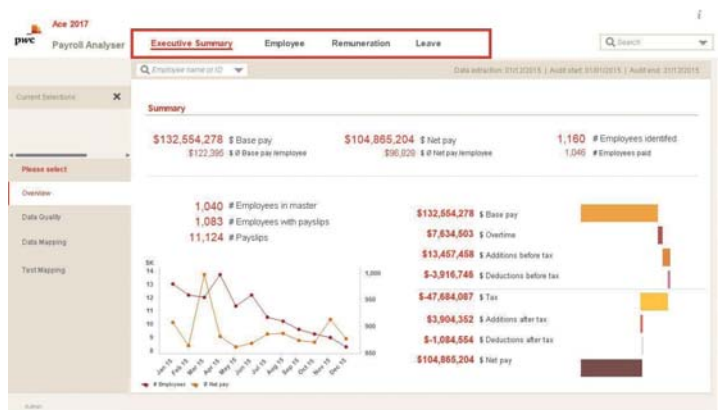 Ace 2017
i
pwc
Payroll Analyser
Executive Summary Employee Remuneration Leave
Search
Employee name or ID
Data extraction: 31/12/2015 | Audit start: 01/01/2015 | Audit end: 31/12/2015
Current Selections
Summary
$132,554,278 $ Base pay $104,865,204 $ Net pay 1,160 # Employees identifed
$122,395 $ Ø Base pay /employee $96,829 $ Ø Net pay /employee 1,046 # Employees paid
Please select
Overview
Data Quality
Data Mapping
Test Mapping
1,040 # Employees in master
1,083 # Employees with payslips
11,124 # Payslips
$132,554,278 $ Base pay
$7,634,503 $ Overtime
$13,457,458 $ Additions before tax
$-3,916,746 $ Deductions before tax
$-47,684,087 $ Tax
$3,904,352 $ Additions after tax
$-1,084,554 $ Deductions after tax
$104,865,204 $ Net pay
$K
14
13
12
11
10
9
8
1,000
950
900
850
Jan 15 Feb 15 Mar 15 Apr 15 May 15 Jun 15 Jul 15 Aug 15 Sep 15 Oct 15 Nov 15 Dec 15
# Employees Ø Net pay
Admin